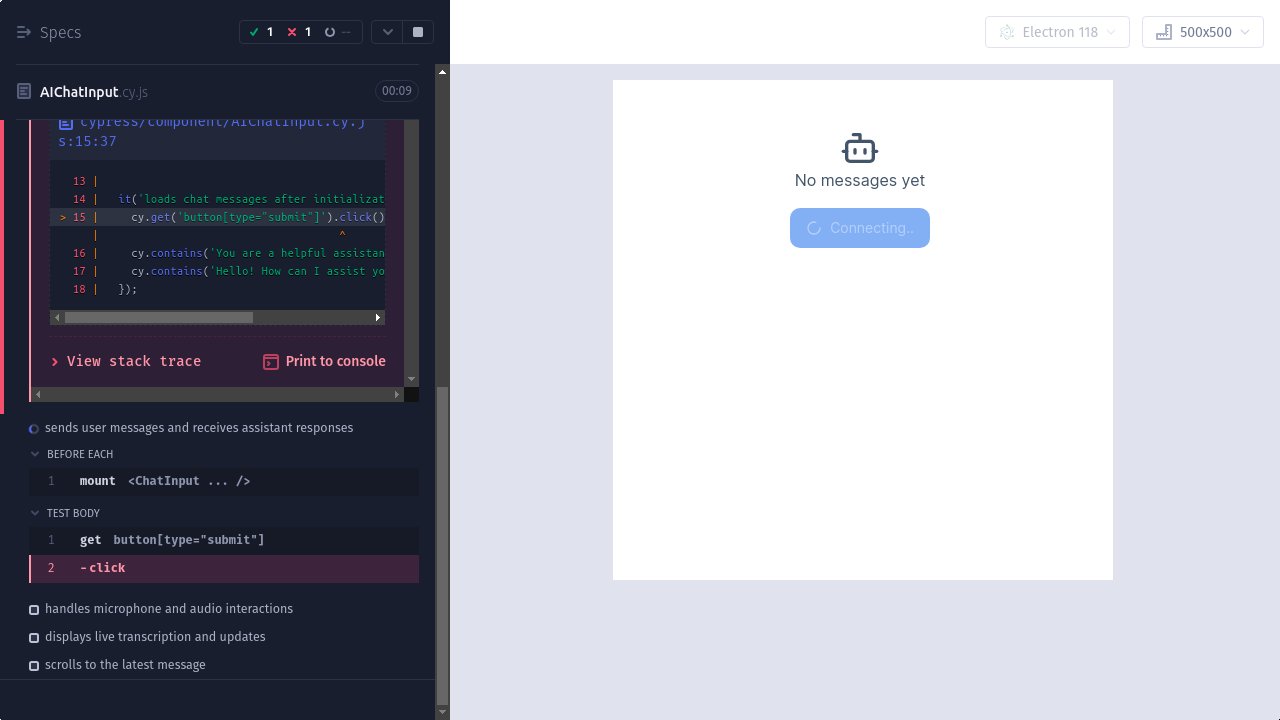 Specs
1 1 --
AIChatInput.cy.js
00:09
cypress/component/AIChatInput.cy.j
s:15:37
13 |
14 |   it('loads chat messages after initializat
> 15 |     cy.get('button[type="submit"]').click()
|                                     ^
16 |     cy.contains('You are a helpful assistan
17 |     cy.contains('Hello! How can I assist yo
18 |   });
View stack trace
Print to console
sends user messages and receives assistant responses
BEFORE EACH
1 mount <ChatInput ... />
TEST BODY
1 get button[type="submit"]
2 -click
handles microphone and audio interactions
displays live transcription and updates
scrolls to the latest message
Electron 118
500x500
No messages yet
Connecting..